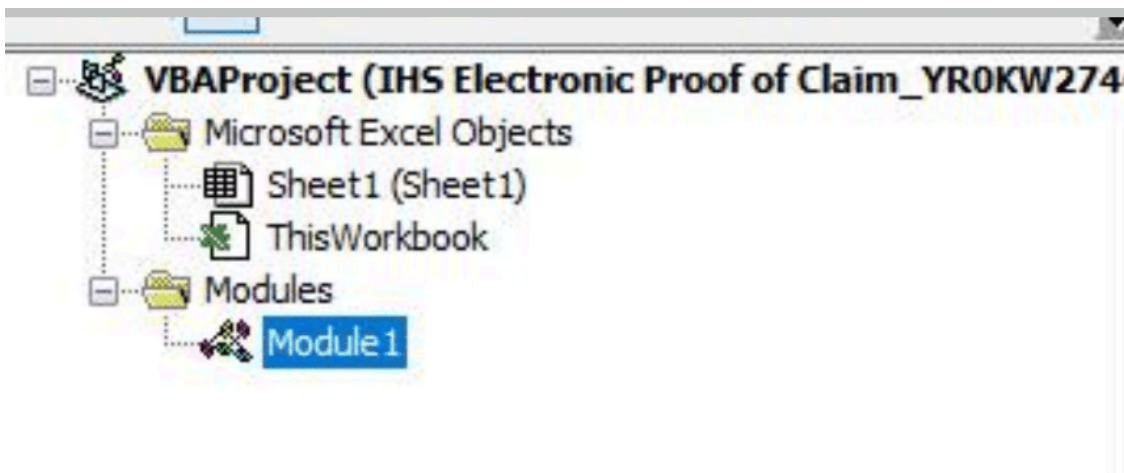 VBAProject (IHS Electronic Proof of Claim_YR0KW274
Microsoft Excel Objects
Sheet1 (Sheet1)
ThisWorkbook
Modules
Module1